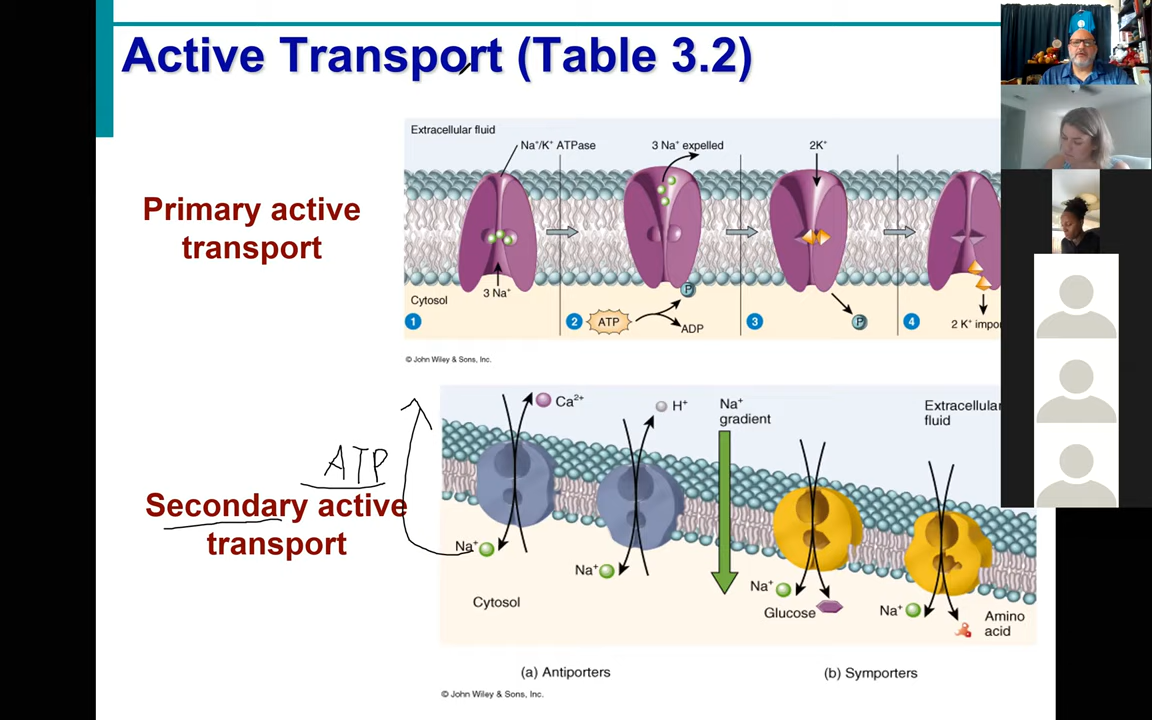 Active Transport (Table 3.2)
Primary active
transport
Extracellular fluid
Na⁺/K⁺ ATPase
3 Na⁺ expelled
2K⁺
3 Na⁺
Cytosol
P
P
1
2
ATP
ADP
3
4
2 K⁺ impo
© John Wiley & Sons, Inc.
ATP
Secondary active
transport
Ca²⁺
H⁺
Na⁺
gradient
Extracellular
fluid
Na⁺
Na⁺
Na⁺
Glucose
Na⁺
Amino
acid
Cytosol
(a) Antiporters
(b) Symporters
© John Wiley & Sons, Inc.